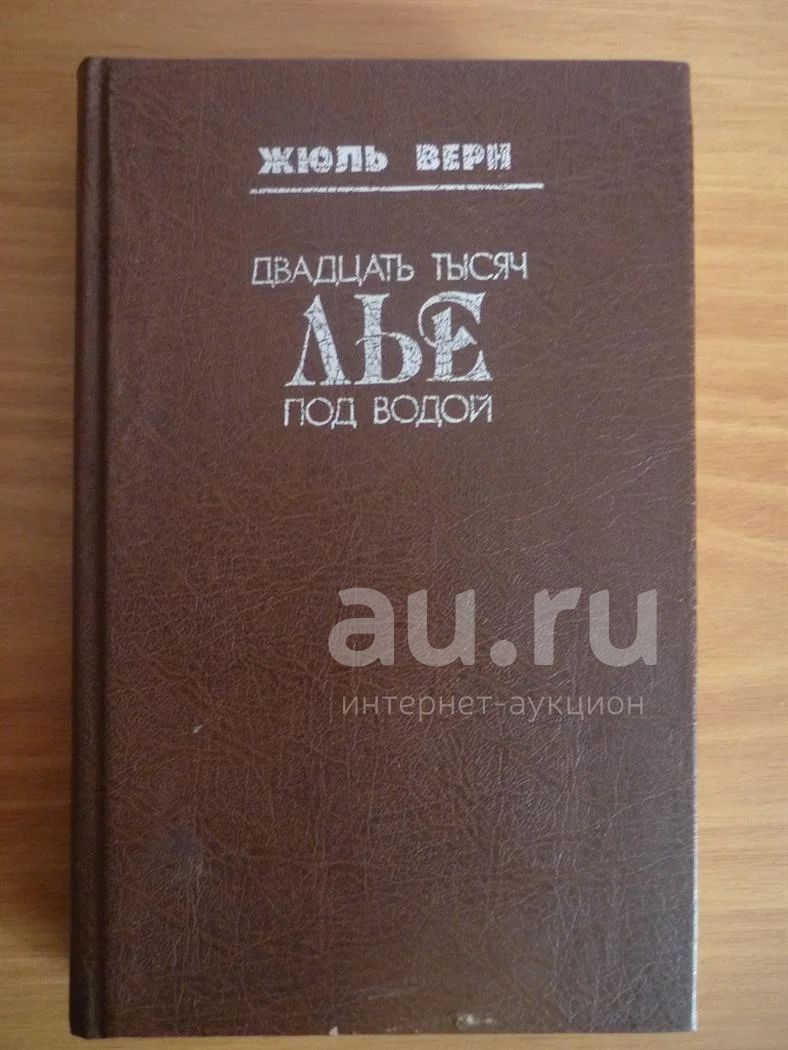 ЖЮЛЬ ВЕРН
ДВАДЦАТЬ ТЫСЯЧ
ЛЬЕ
ПОД ВОДОЙ
au.ru
интернет-аукцион